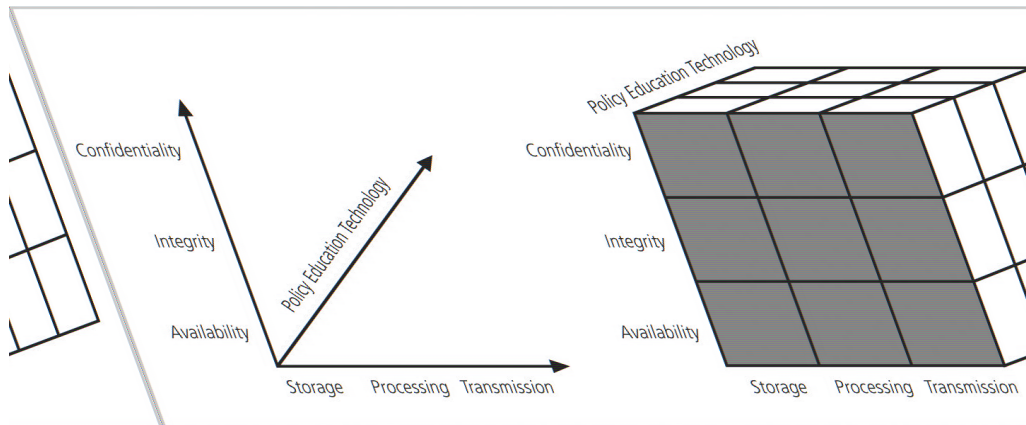 Confidentiality
Integrity
Availability
Policy Education Technology
Storage Processing Transmission
Policy Education Technology
Confidentiality
Integrity
Availability
Storage Processing Transmission